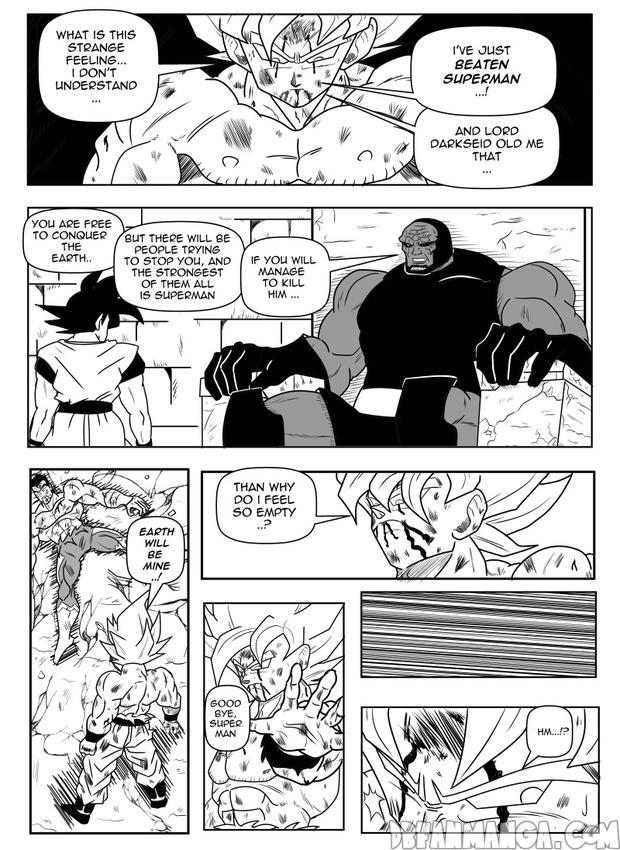 WHAT IS THIS
STRANGE
FEELING...
I DON'T
UNDERSTAND
...
I'VE JUST
BEATEN
SUPERMAN
...!
AND LORD
DARKSEID OLD ME
THAT
...
YOU ARE FREE
TO CONQUER
THE
EARTH..
BUT THERE WILL BE
PEOPLE TRYING
TO STOP YOU, AND
THE STRONGEST
OF THEM ALL
IS SUPERMAN
IF YOU WILL
MANAGE
TO KILL
HIM ...
EARTH
WILL
BE
MINE
...!
THAN WHY
DO I FEEL
SO EMPTY
..?
GOOD
BYE,
SUPER
MAN
HM...!?
DBFANMANGA.COM